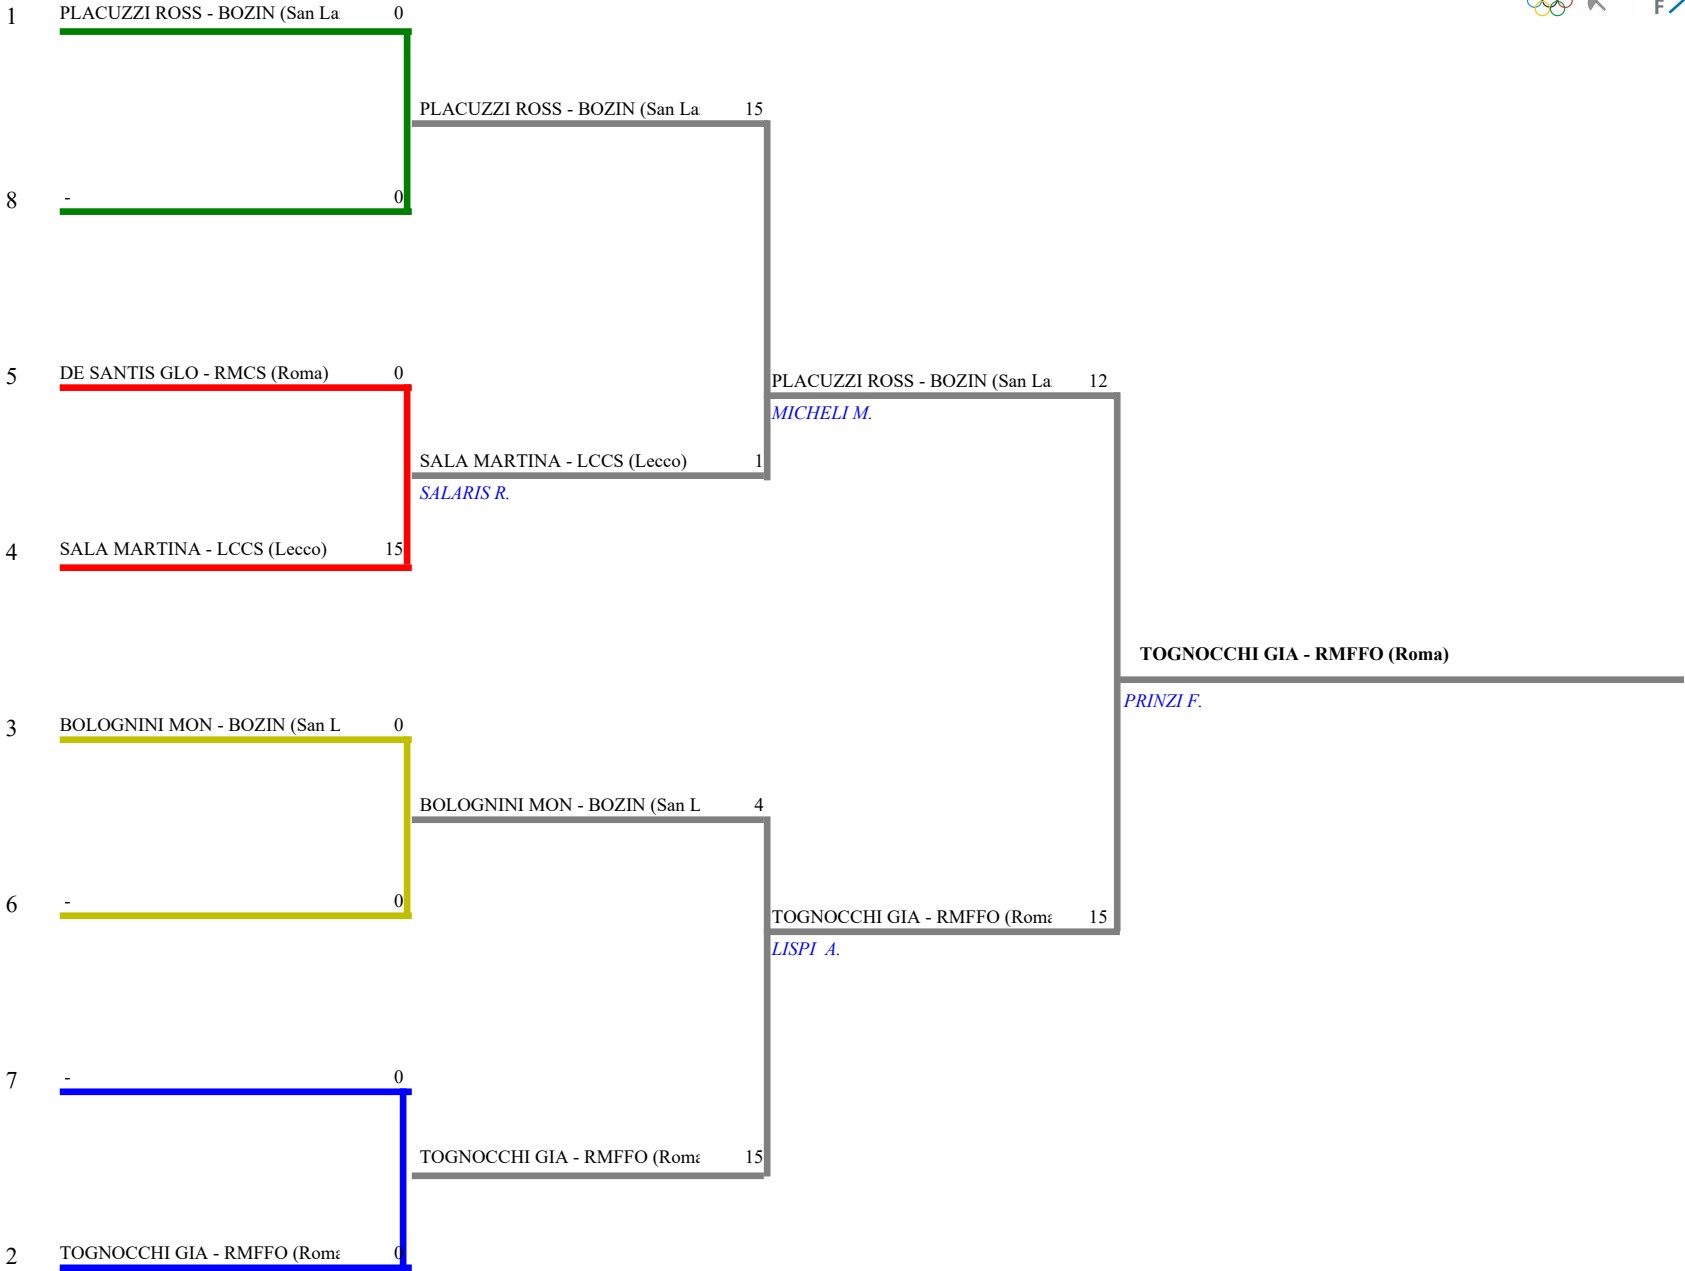 1 PLACUZZI ROSS - BOZIN (San La 0
PLACUZZI ROSS - BOZIN (San La 15
8 - 0
5 DE SANTIS GLO - RMCS (Roma) 0
PLACUZZI ROSS - BOZIN (San La 12
MICHELI M.
SALA MARTINA - LCCS (Lecco) 1
SALARIS R.
4 SALA MARTINA - LCCS (Lecco) 15
TOGNOCCHI GIA - RMFFO (Roma)
PRINZI F.
3 BOLOGNINI MON - BOZIN (San L 0
BOLOGNINI MON - BOZIN (San L 4
6 - 0
TOGNOCCHI GIA - RMFFO (Roma 15
LISPI A.
7 - 0
TOGNOCCHI GIA - RMFFO (Roma 15
2 TOGNOCCHI GIA - RMFFO (Roma 0